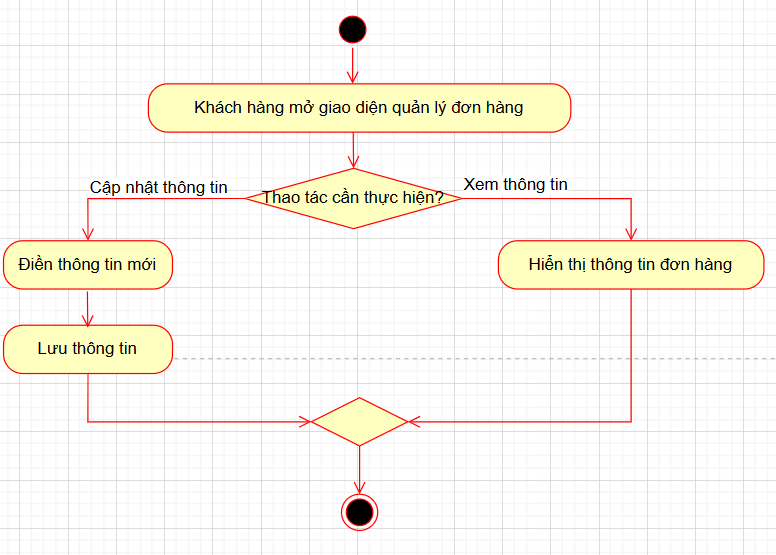 Khách hàng mở giao diện quản lý đơn hàng
Cập nhật thông tin
Thao tác cần thực hiện?
Xem thông tin
Điền thông tin mới
Hiển thị thông tin đơn hàng
Lưu thông tin